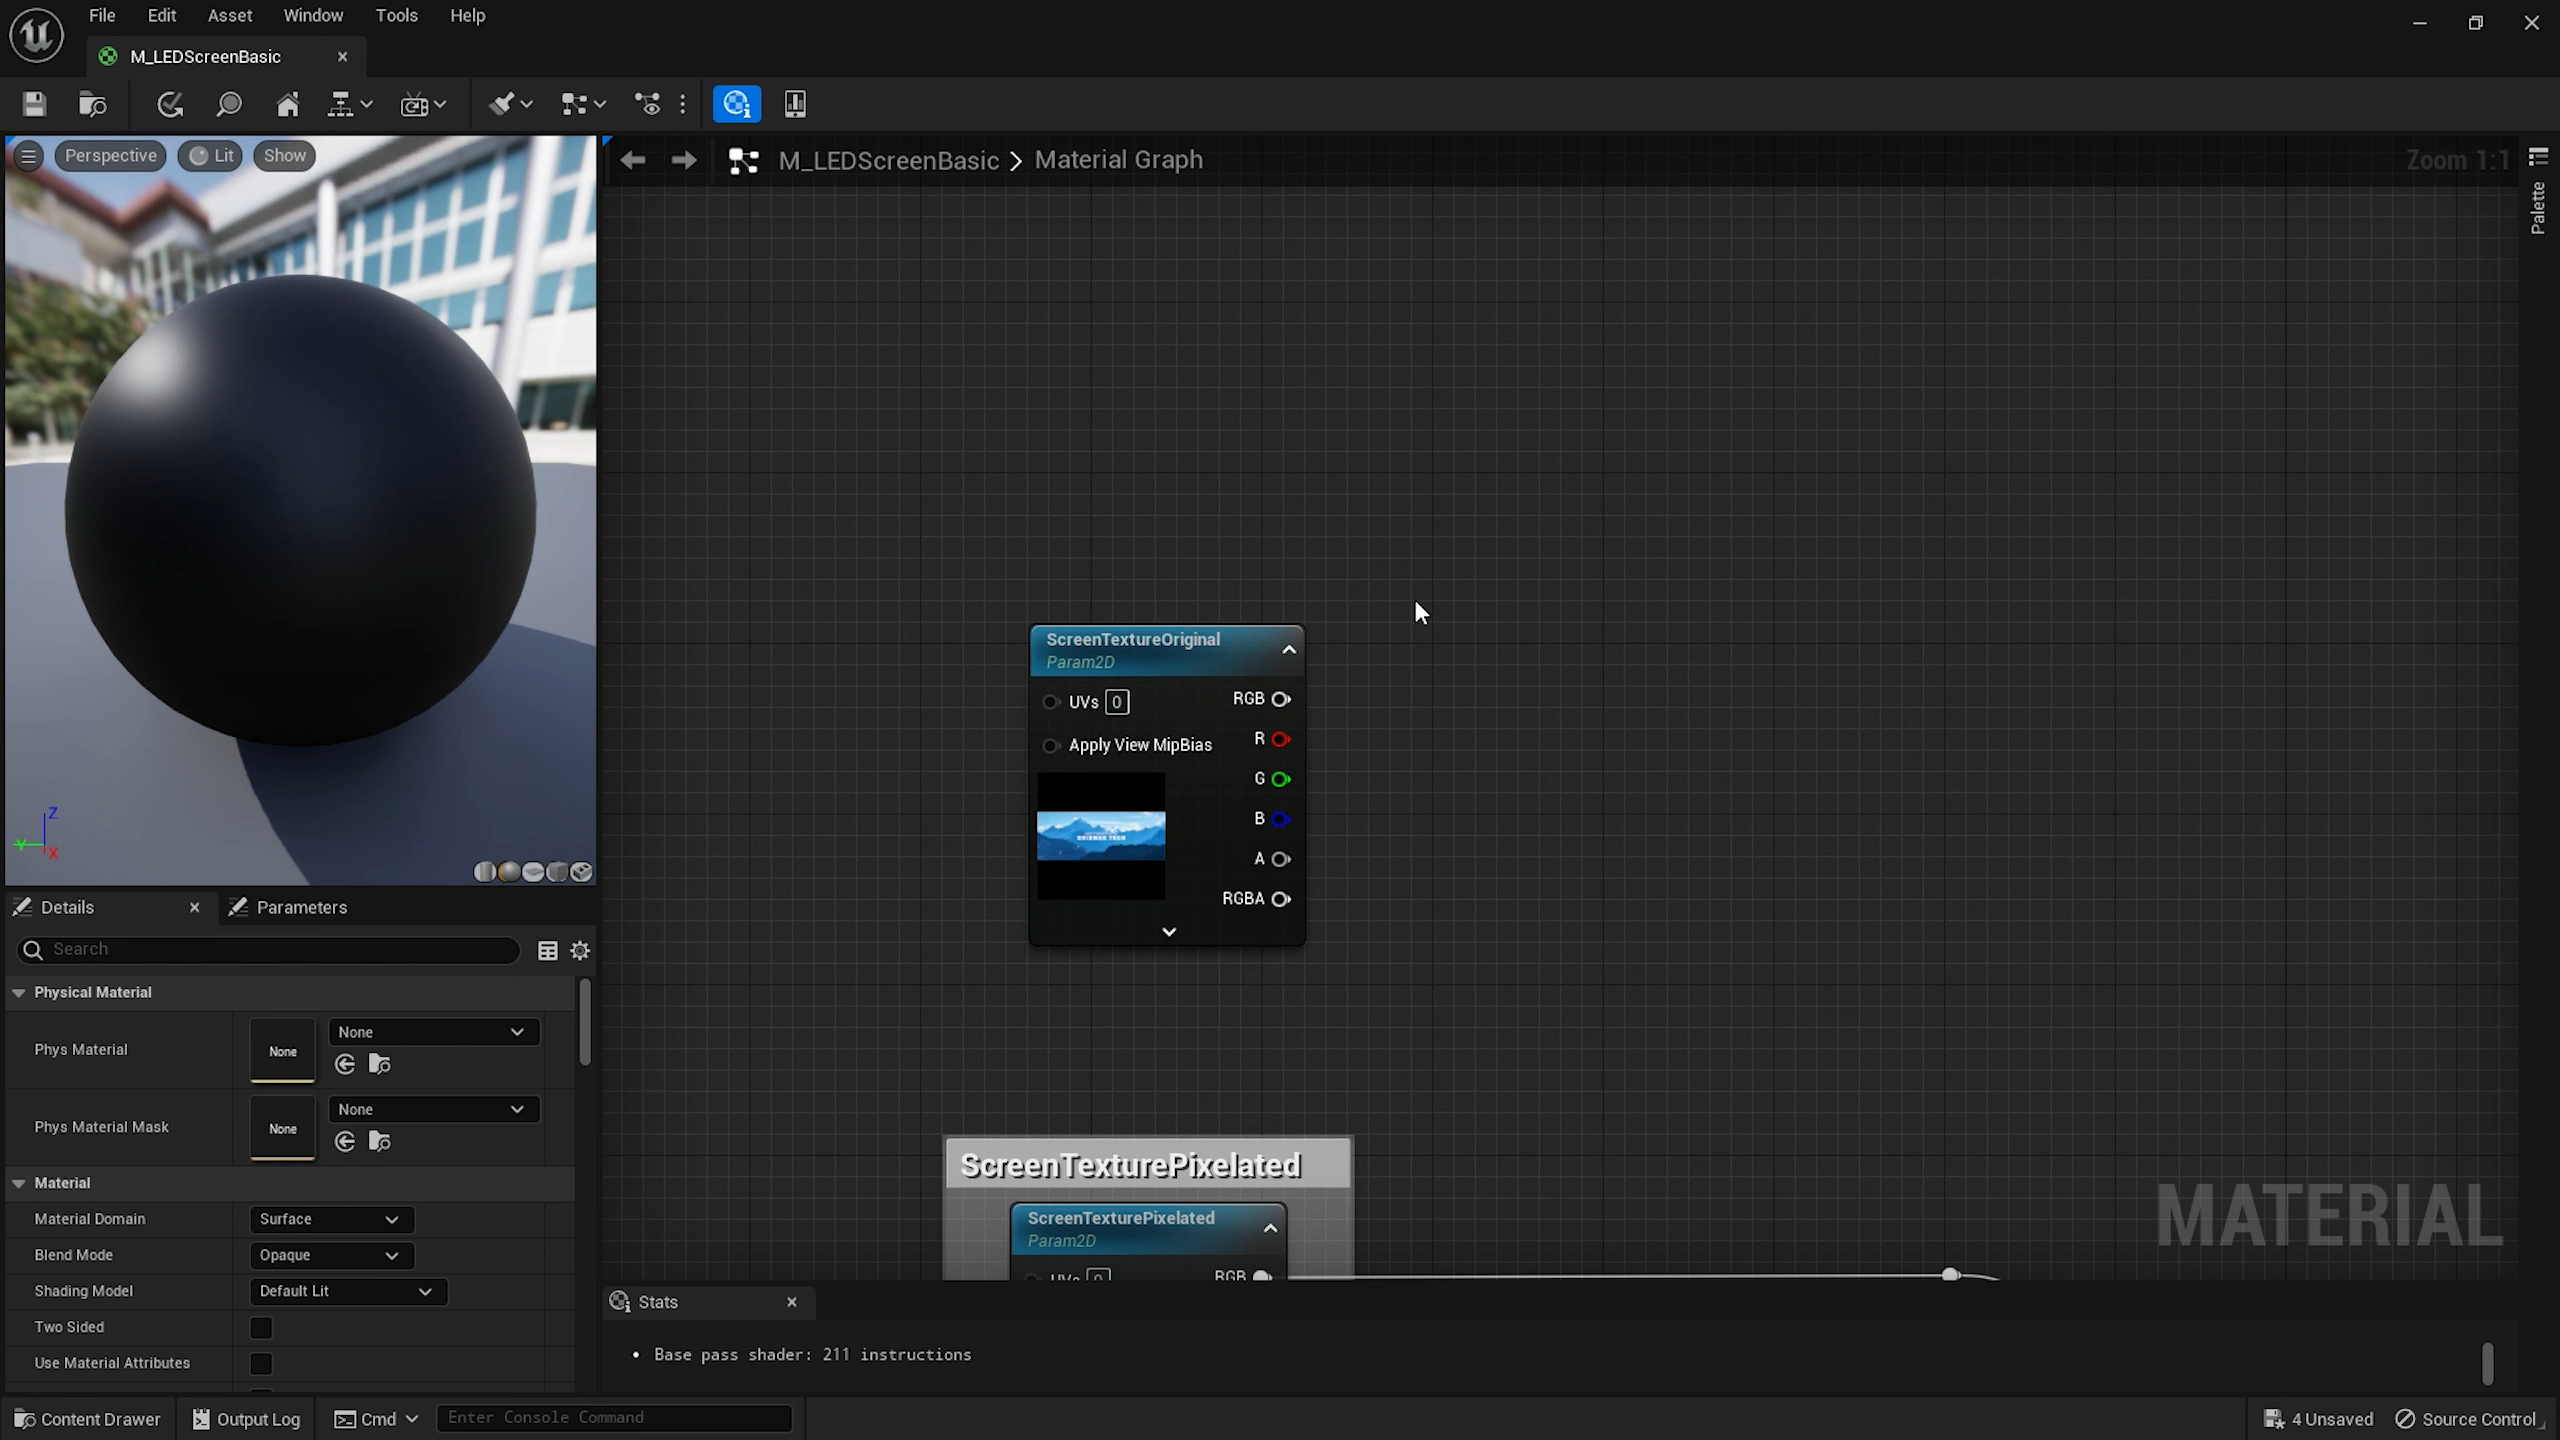 File Edit Asset Window Tools Help
M_LEDScreenBasic
Perspective Lit Show
M_LEDScreenBasic > Material Graph
Zoom 1:1
Palette
ScreenTextureOriginal
Param2D
UVs 0 RGB
Apply View MipBias R
G
B
SCIENCE TECH
A
RGBA
Z
Y
X
Details Parameters
Search
Physical Material
Phys Material None None
Phys Material Mask None None
Material
Material Domain Surface
Blend Mode Opaque
Shading Model Default Lit
Two Sided
Use Material Attributes
ScreenTexturePixelated
ScreenTexturePixelated
Param2D
UVs 0 RGB
MATERIAL
Stats
• Base pass shader: 211 instructions
Content Drawer Output Log Cmd Enter Console Command 4 Unsaved Source Control